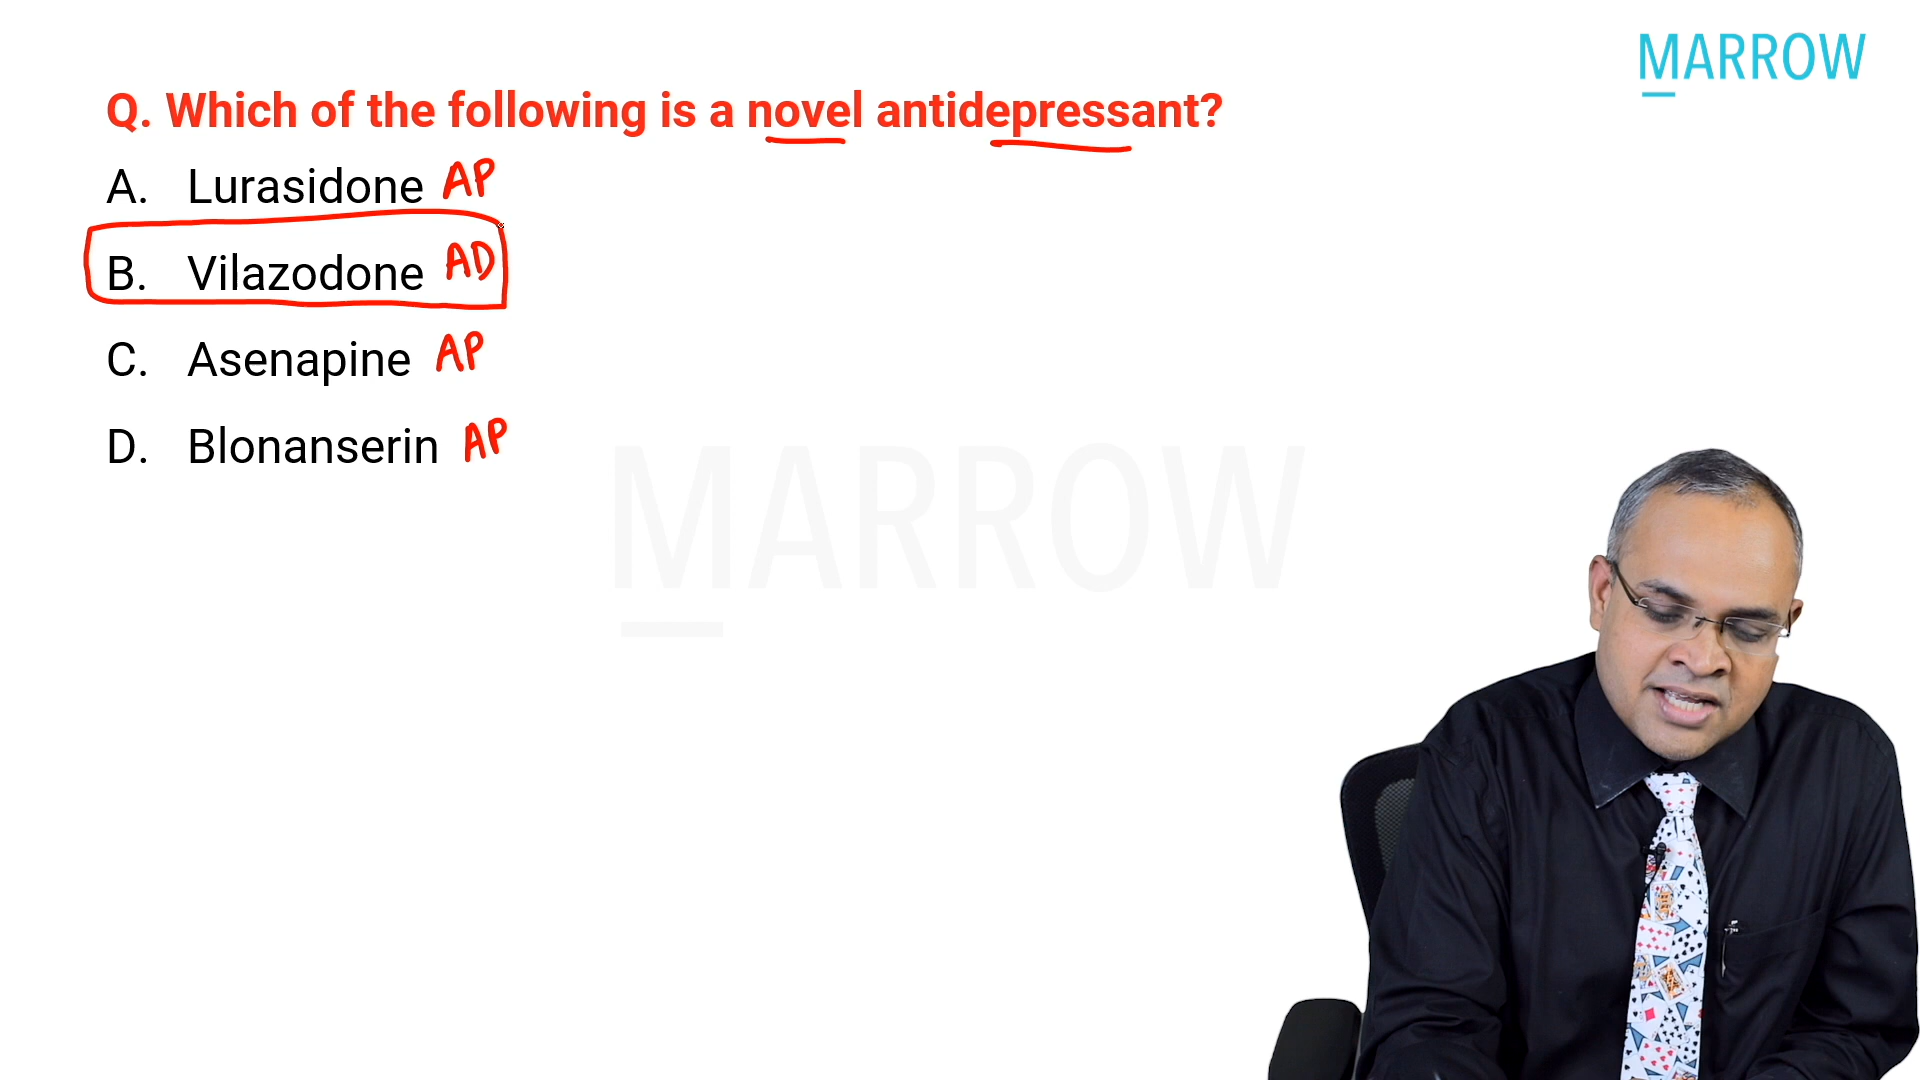 MARROW
Q. Which of the following is a novel antidepressant?
A. Lurasidone AP
B. Vilazodone AD
C. Asenapine AP
D. Blonanserin AP
MARROW